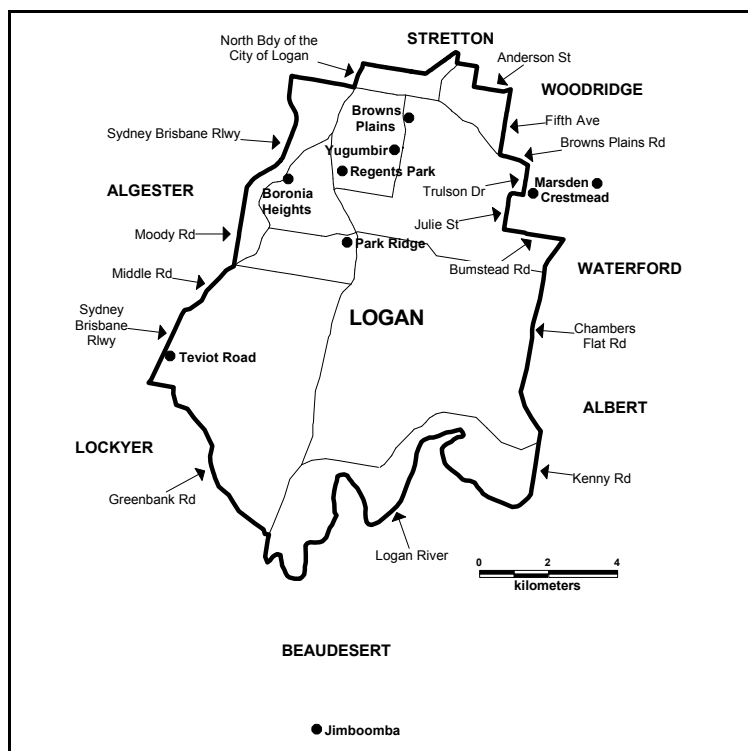 STRETTON
North Bdy of the
City of Logan
Anderson St
WOODRIDGE
Browns
Plains
Fifth Ave
Sydney Brisbane Rlwy
Browns Plains Rd
Yugumbir
Regents Park
Trulson Dr
Marsden
Crestmead
ALGESTER
Boronia
Heights
Julie St
Moody Rd
Park Ridge
Bumstead Rd
WATERFORD
Middle Rd
Sydney
Brisbane
Rlwy
LOGAN
Chambers
Flat Rd
Teviot Road
ALBERT
LOCKYER
Kenny Rd
Greenbank Rd
Logan River
0 2 4
kilometers
BEAUDESERT
Jimboomba